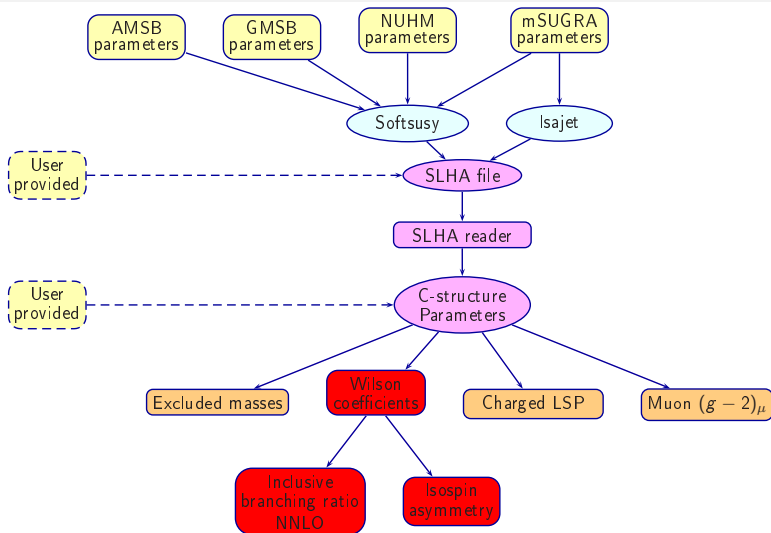 AMSB
parameters
GMSB
parameters
NUHM
parameters
mSUGRA
parameters
Softsusy
Isajet
User
provided
SLHA file
SLHA reader
User
provided
C-structure
Parameters
Excluded masses
Wilson
coefficients
Charged LSP
Muon (g − 2)μ
Inclusive
branching ratio
NNLO
Isospin
asymmetry